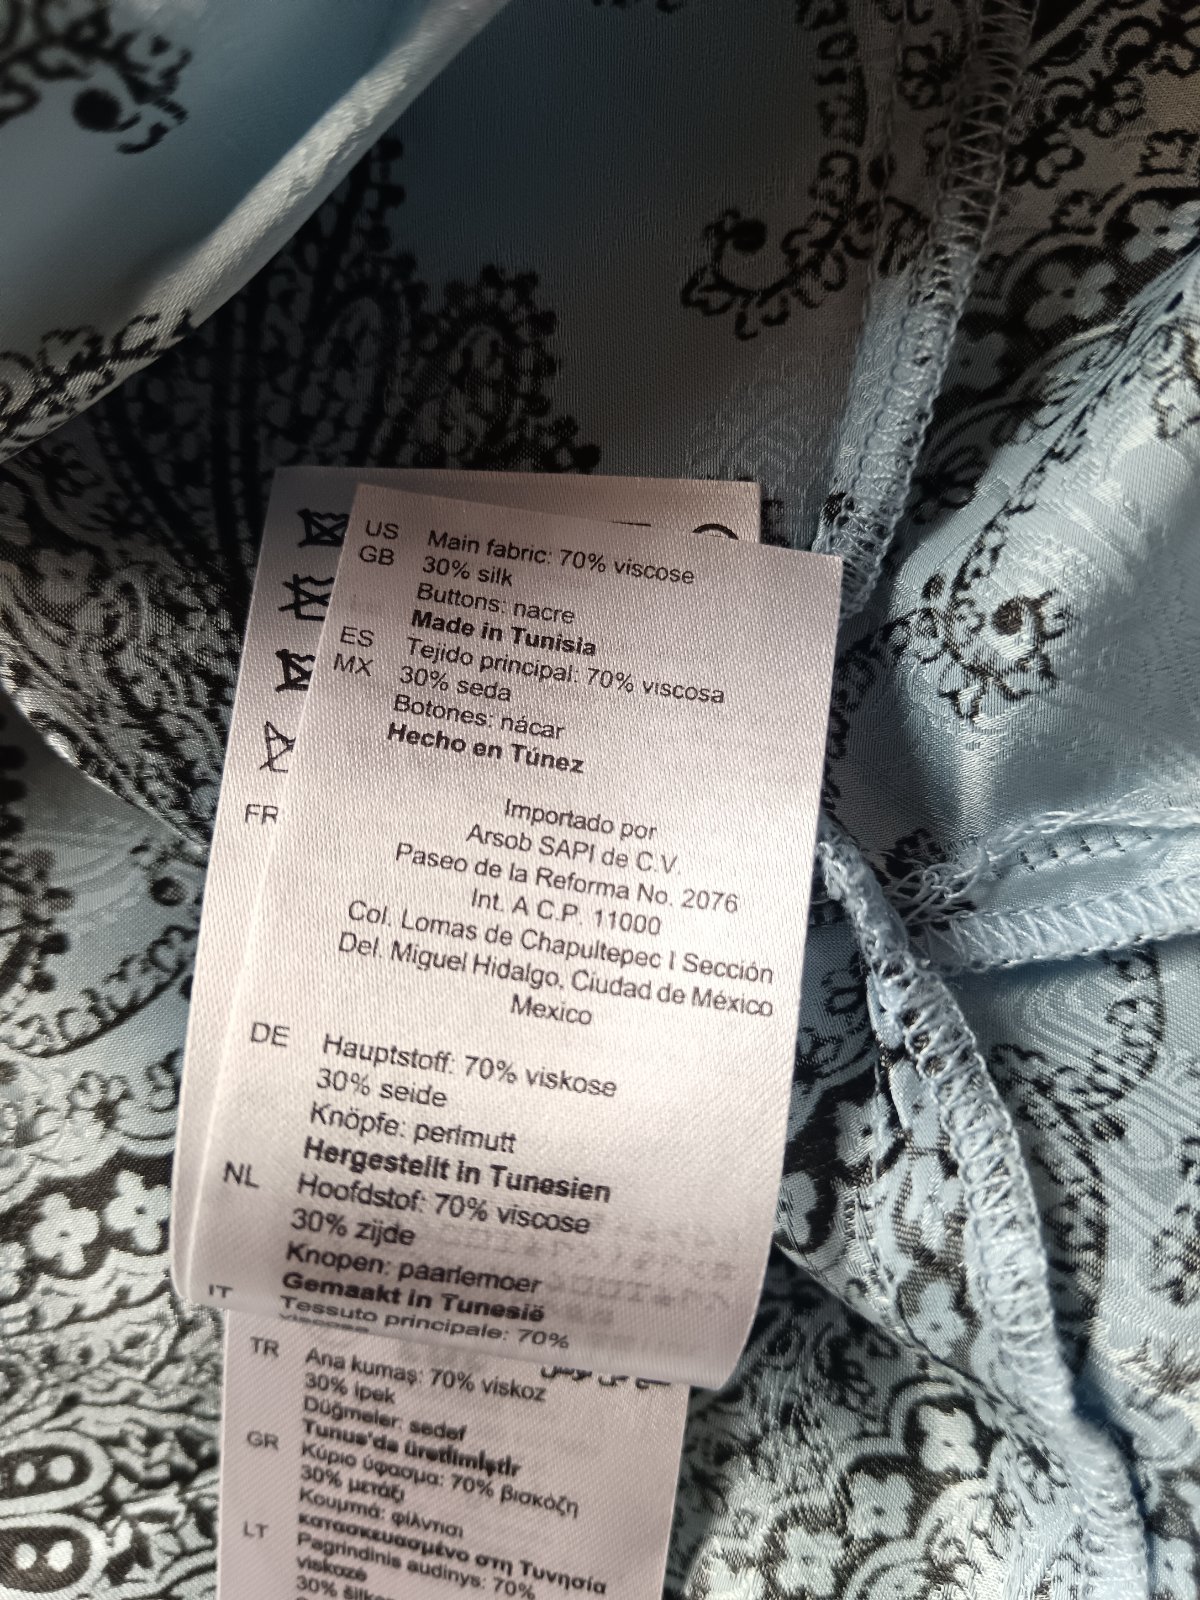 US Main fabric: 70% viscose
GB 30% silk
Buttons: nacre
Made in Tunisia
ES Tejido principal: 70% viscosa
MX 30% seda
Botones: nácar
Hecho en Túnez
Importado por
Arsob SAPI de C.V.
Paseo de la Reforma No. 2076
Int. A C.P. 11000
Col. Lomas de Chapultepec I Sección
Del. Miguel Hidalgo, Ciudad de México
Mexico
FR
DE Hauptstoff: 70% viskose
30% seide
Knöpfe: perlmutt
Hergestellt in Tunesien
NL Hoofdstof: 70% viscose
30% zijde
Knopen: paarlemoer
Gemaakt in Tunesië
IT Tessuto principale: 70%
TR Ana kumaş: 70% viskoz
30% ipek
Düğmeler: sedef
Tunus'da üretilmiştir
GR Κύριο ύφασμα: 70% βισκόζη
30% μετάξι
Κουμπιά: φίλντισι
κατασκευασμένο στη Τυνησία
LT Pagrindinis audinys: 70%
viskozė
30% šilkas